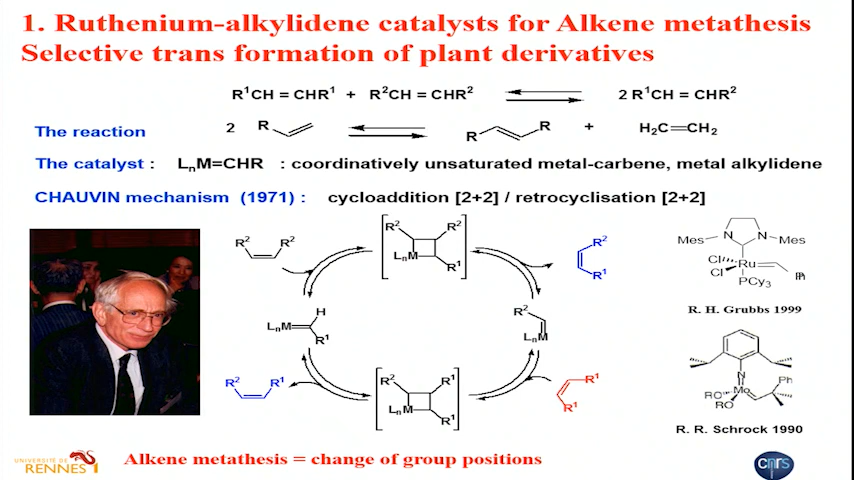 1. Ruthenium-alkylidene catalysts for Alkene metathesis
Selective trans formation of plant derivatives
R¹CH = CHR¹ + R²CH = CHR² 2 R¹CH = CHR²
The reaction 2 R R R + H₂C=CH₂
The catalyst : LₙM=CHR : coordinatively unsaturated metal-carbene, metal alkylidene
CHAUVIN mechanism (1971) : cycloaddition [2+2] / retrocyclisation [2+2]
R² R²
R² R² LₙM R¹
R² R¹
LₙM H R¹
R² LₙM
R² R¹
R² R¹ LₙM R¹
R¹ R¹
Mes N N Mes
Cl Cl Ru Ph
PCy₃
R. H. Grubbs 1999
N
RO RO Mo Ph
R. R. Schrock 1990
UNIVERSITÉ DE
RENNES 1
cnrs
Alkene metathesis = change of group positions